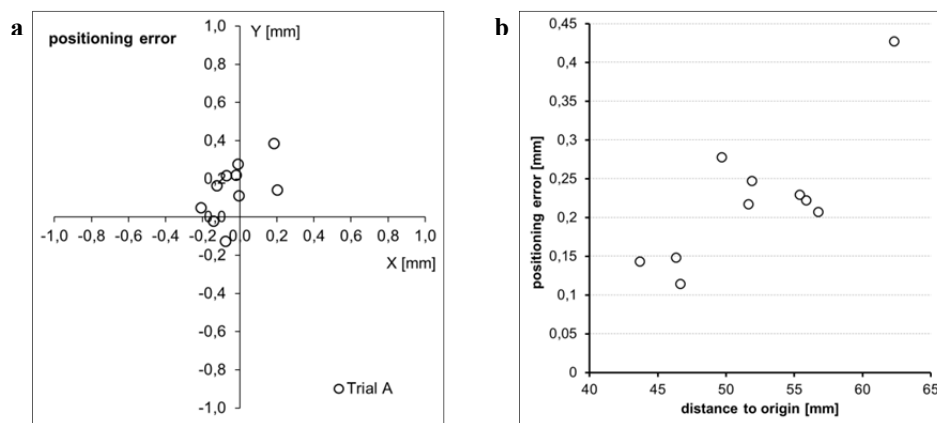 a
positioning error
Y [mm]
1,0
0,8
0,6
0,4
0,2
0,0
-1,0 -0,8 -0,6 -0,4 -0,2 0,0 0,2 0,4 0,6 0,8 1,0
X [mm]
-0,2
-0,4
-0,6
-0,8
-1,0
Trial A
b
positioning error [mm]
0,45
0,4
0,35
0,3
0,25
0,2
0,15
0,1
0,05
0
40 45 50 55 60 65
distance to origin [mm]